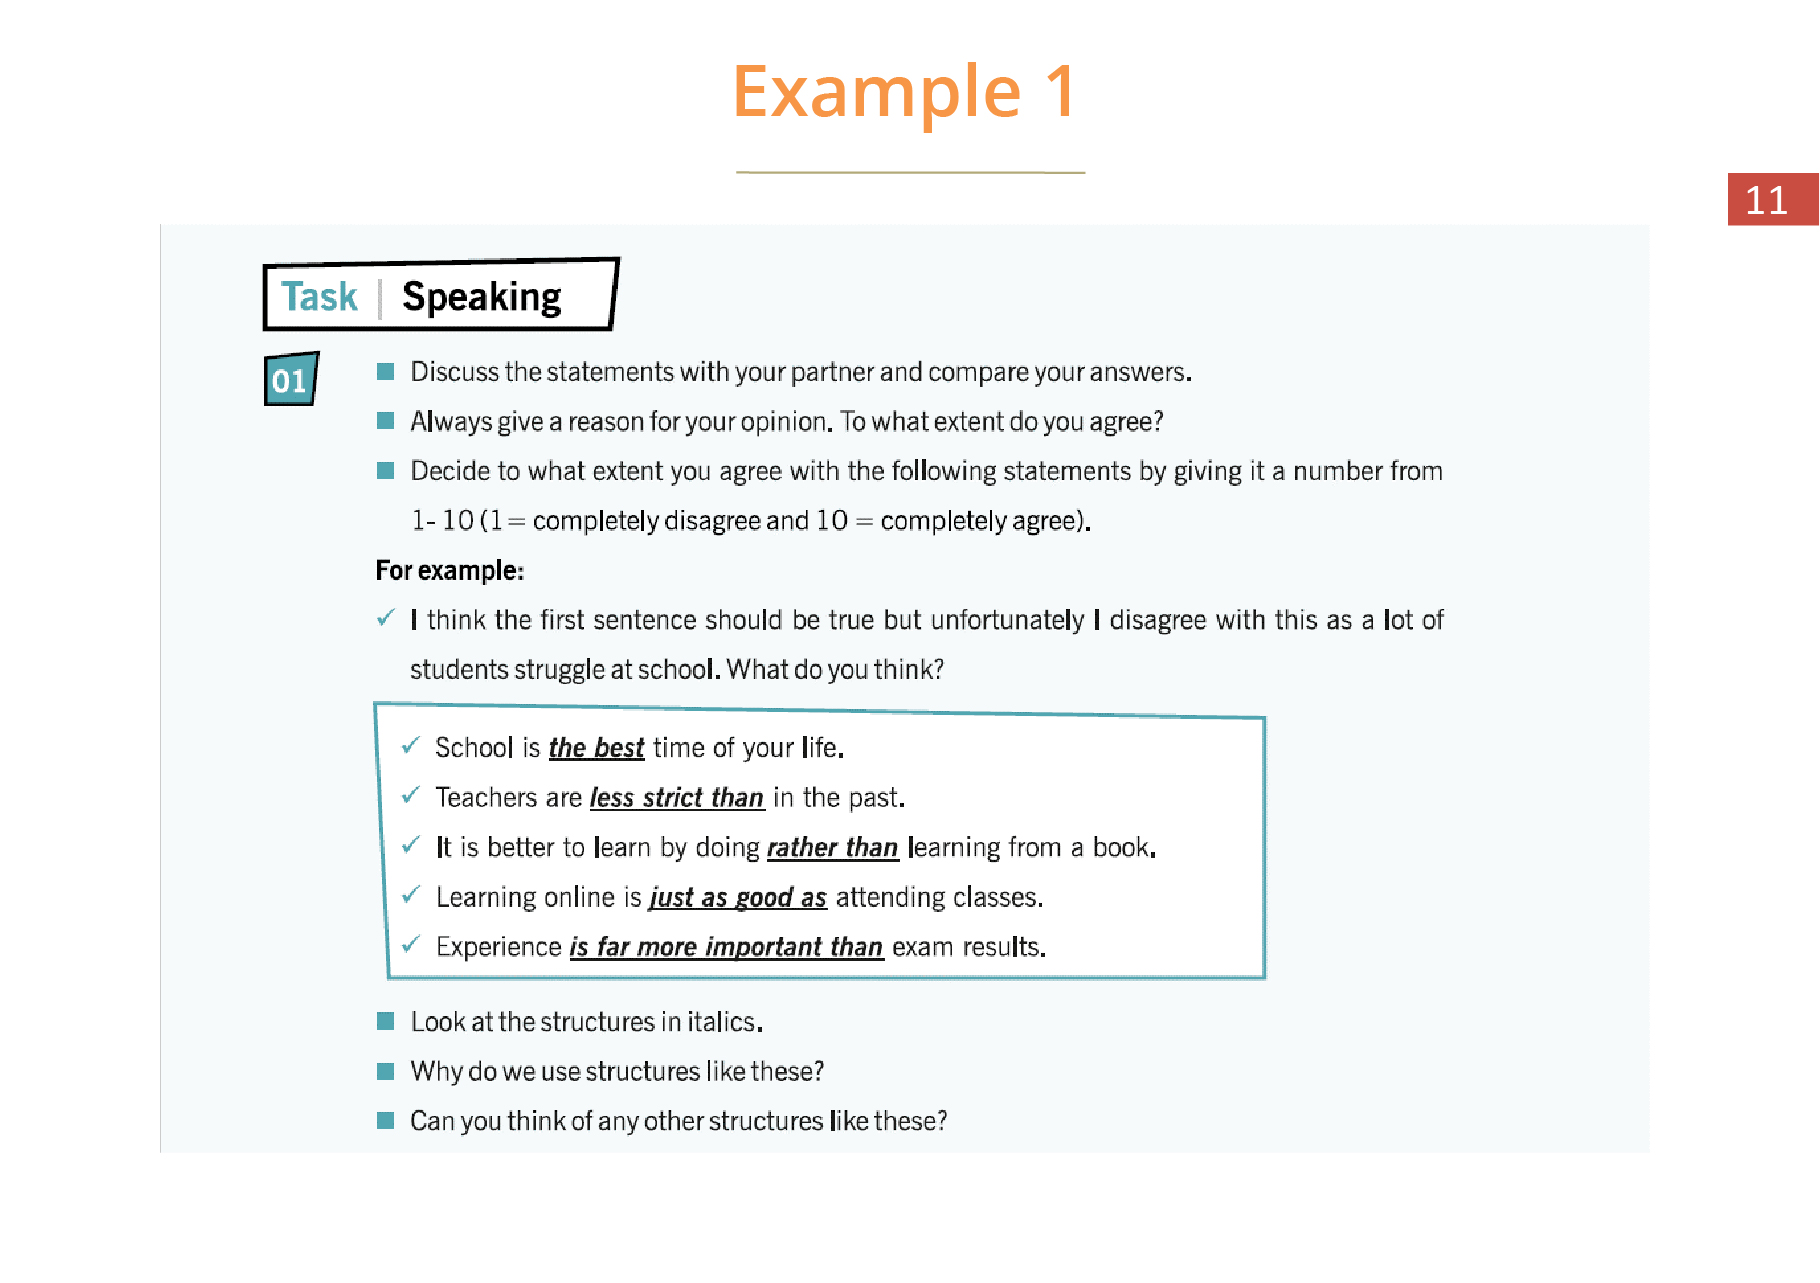 Example 1
11
Task | Speaking
01
Discuss the statements with your partner and compare your answers.
Always give a reason for your opinion. To what extent do you agree?
Decide to what extent you agree with the following statements by giving it a number from
1- 10 (1 = completely disagree and 10 = completely agree).
For example:
✓ I think the first sentence should be true but unfortunately I disagree with this as a lot of
students struggle at school. What do you think?
✓ School is the best time of your life.
✓ Teachers are less strict than in the past.
✓ It is better to learn by doing rather than learning from a book.
✓ Learning online is just as good as attending classes.
✓ Experience is far more important than exam results.
Look at the structures in italics.
Why do we use structures like these?
Can you think of any other structures like these?